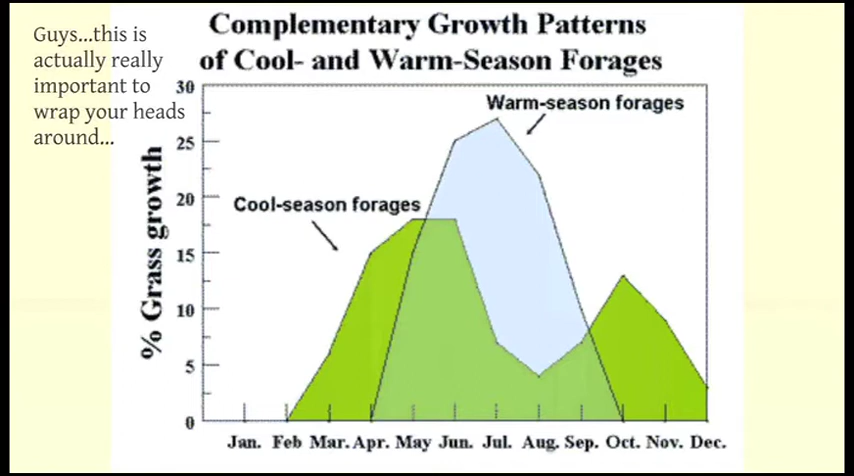 Guys...this is
actually really
important to
wrap your heads
around...
Complementary Growth Patterns
of Cool- and Warm-Season Forages
% Grass growth
30
25
20
15
10
5
0
Warm-season forages
Cool-season forages
Jan. Feb Mar. Apr. May Jun. Jul. Aug. Sep. Oct. Nov. Dec.